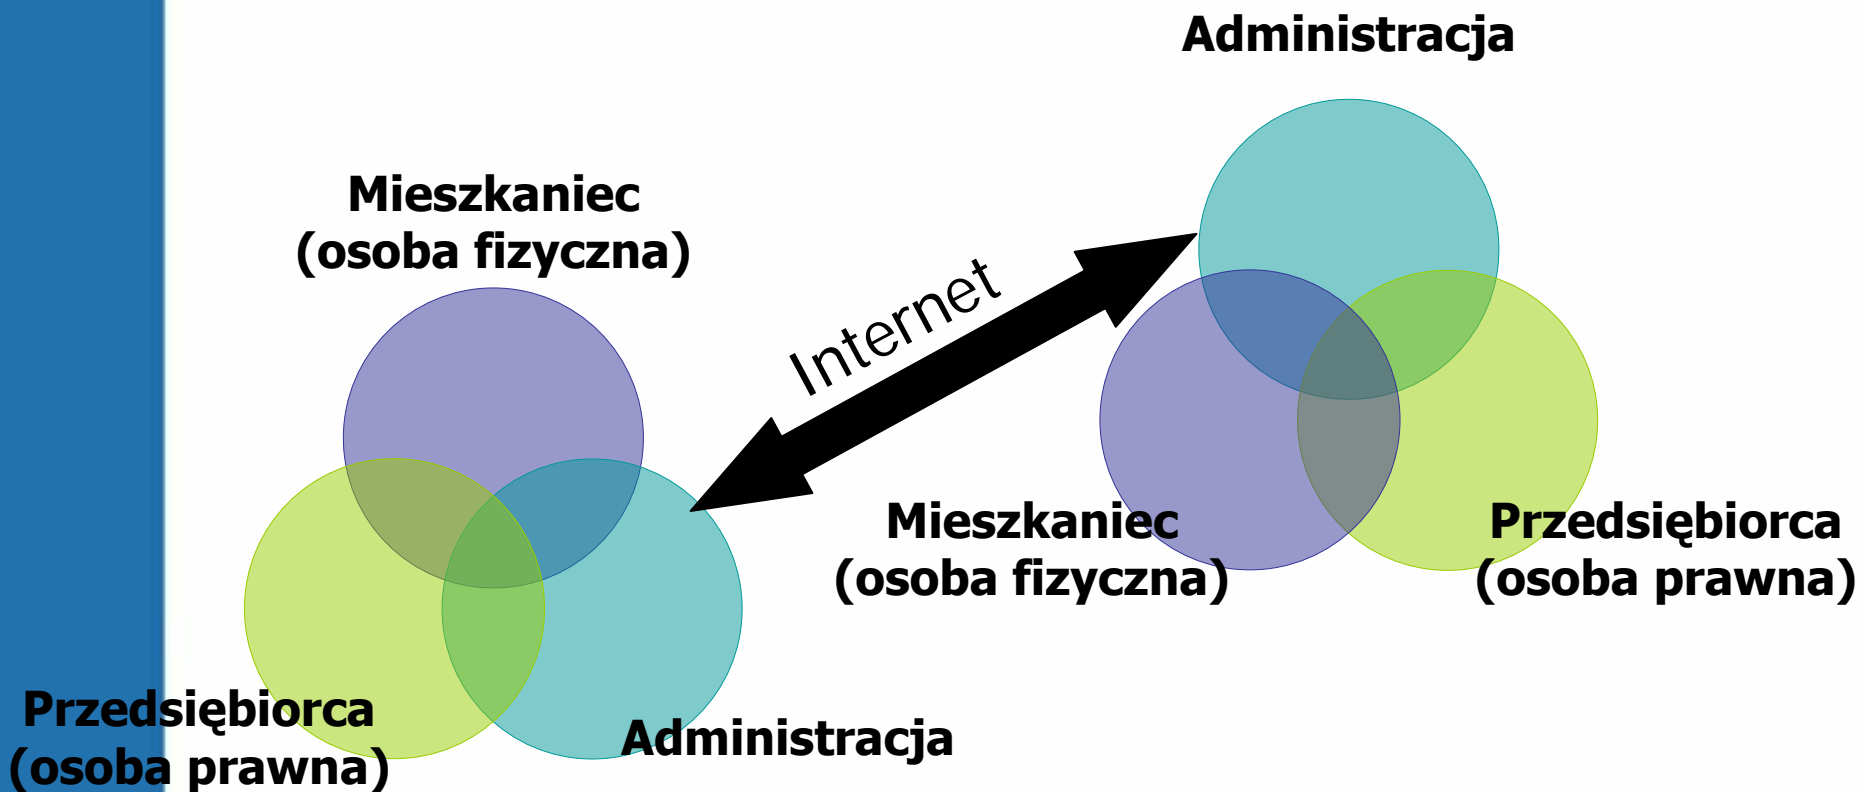 Administracja
Mieszkaniec
(osoba fizyczna)
Internet
Mieszkaniec
(osoba fizyczna)
Przedsiębiorca
(osoba prawna)
Przedsiębiorca
(osoba prawna)
Administracja